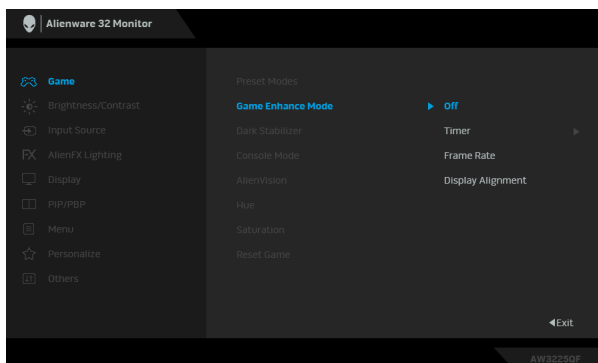 Alienware 32 Monitor
Game
Brightness/Contrast
Input Source
AlienFX Lighting
Display
PIP/PBP
Menu
Personalize
Others
Preset Modes
Game Enhance Mode
Dark Stabilizer
Console Mode
AlienVision
Hue
Saturation
Reset Game
Off
Timer
Frame Rate
Display Alignment
Exit
AW3225QF